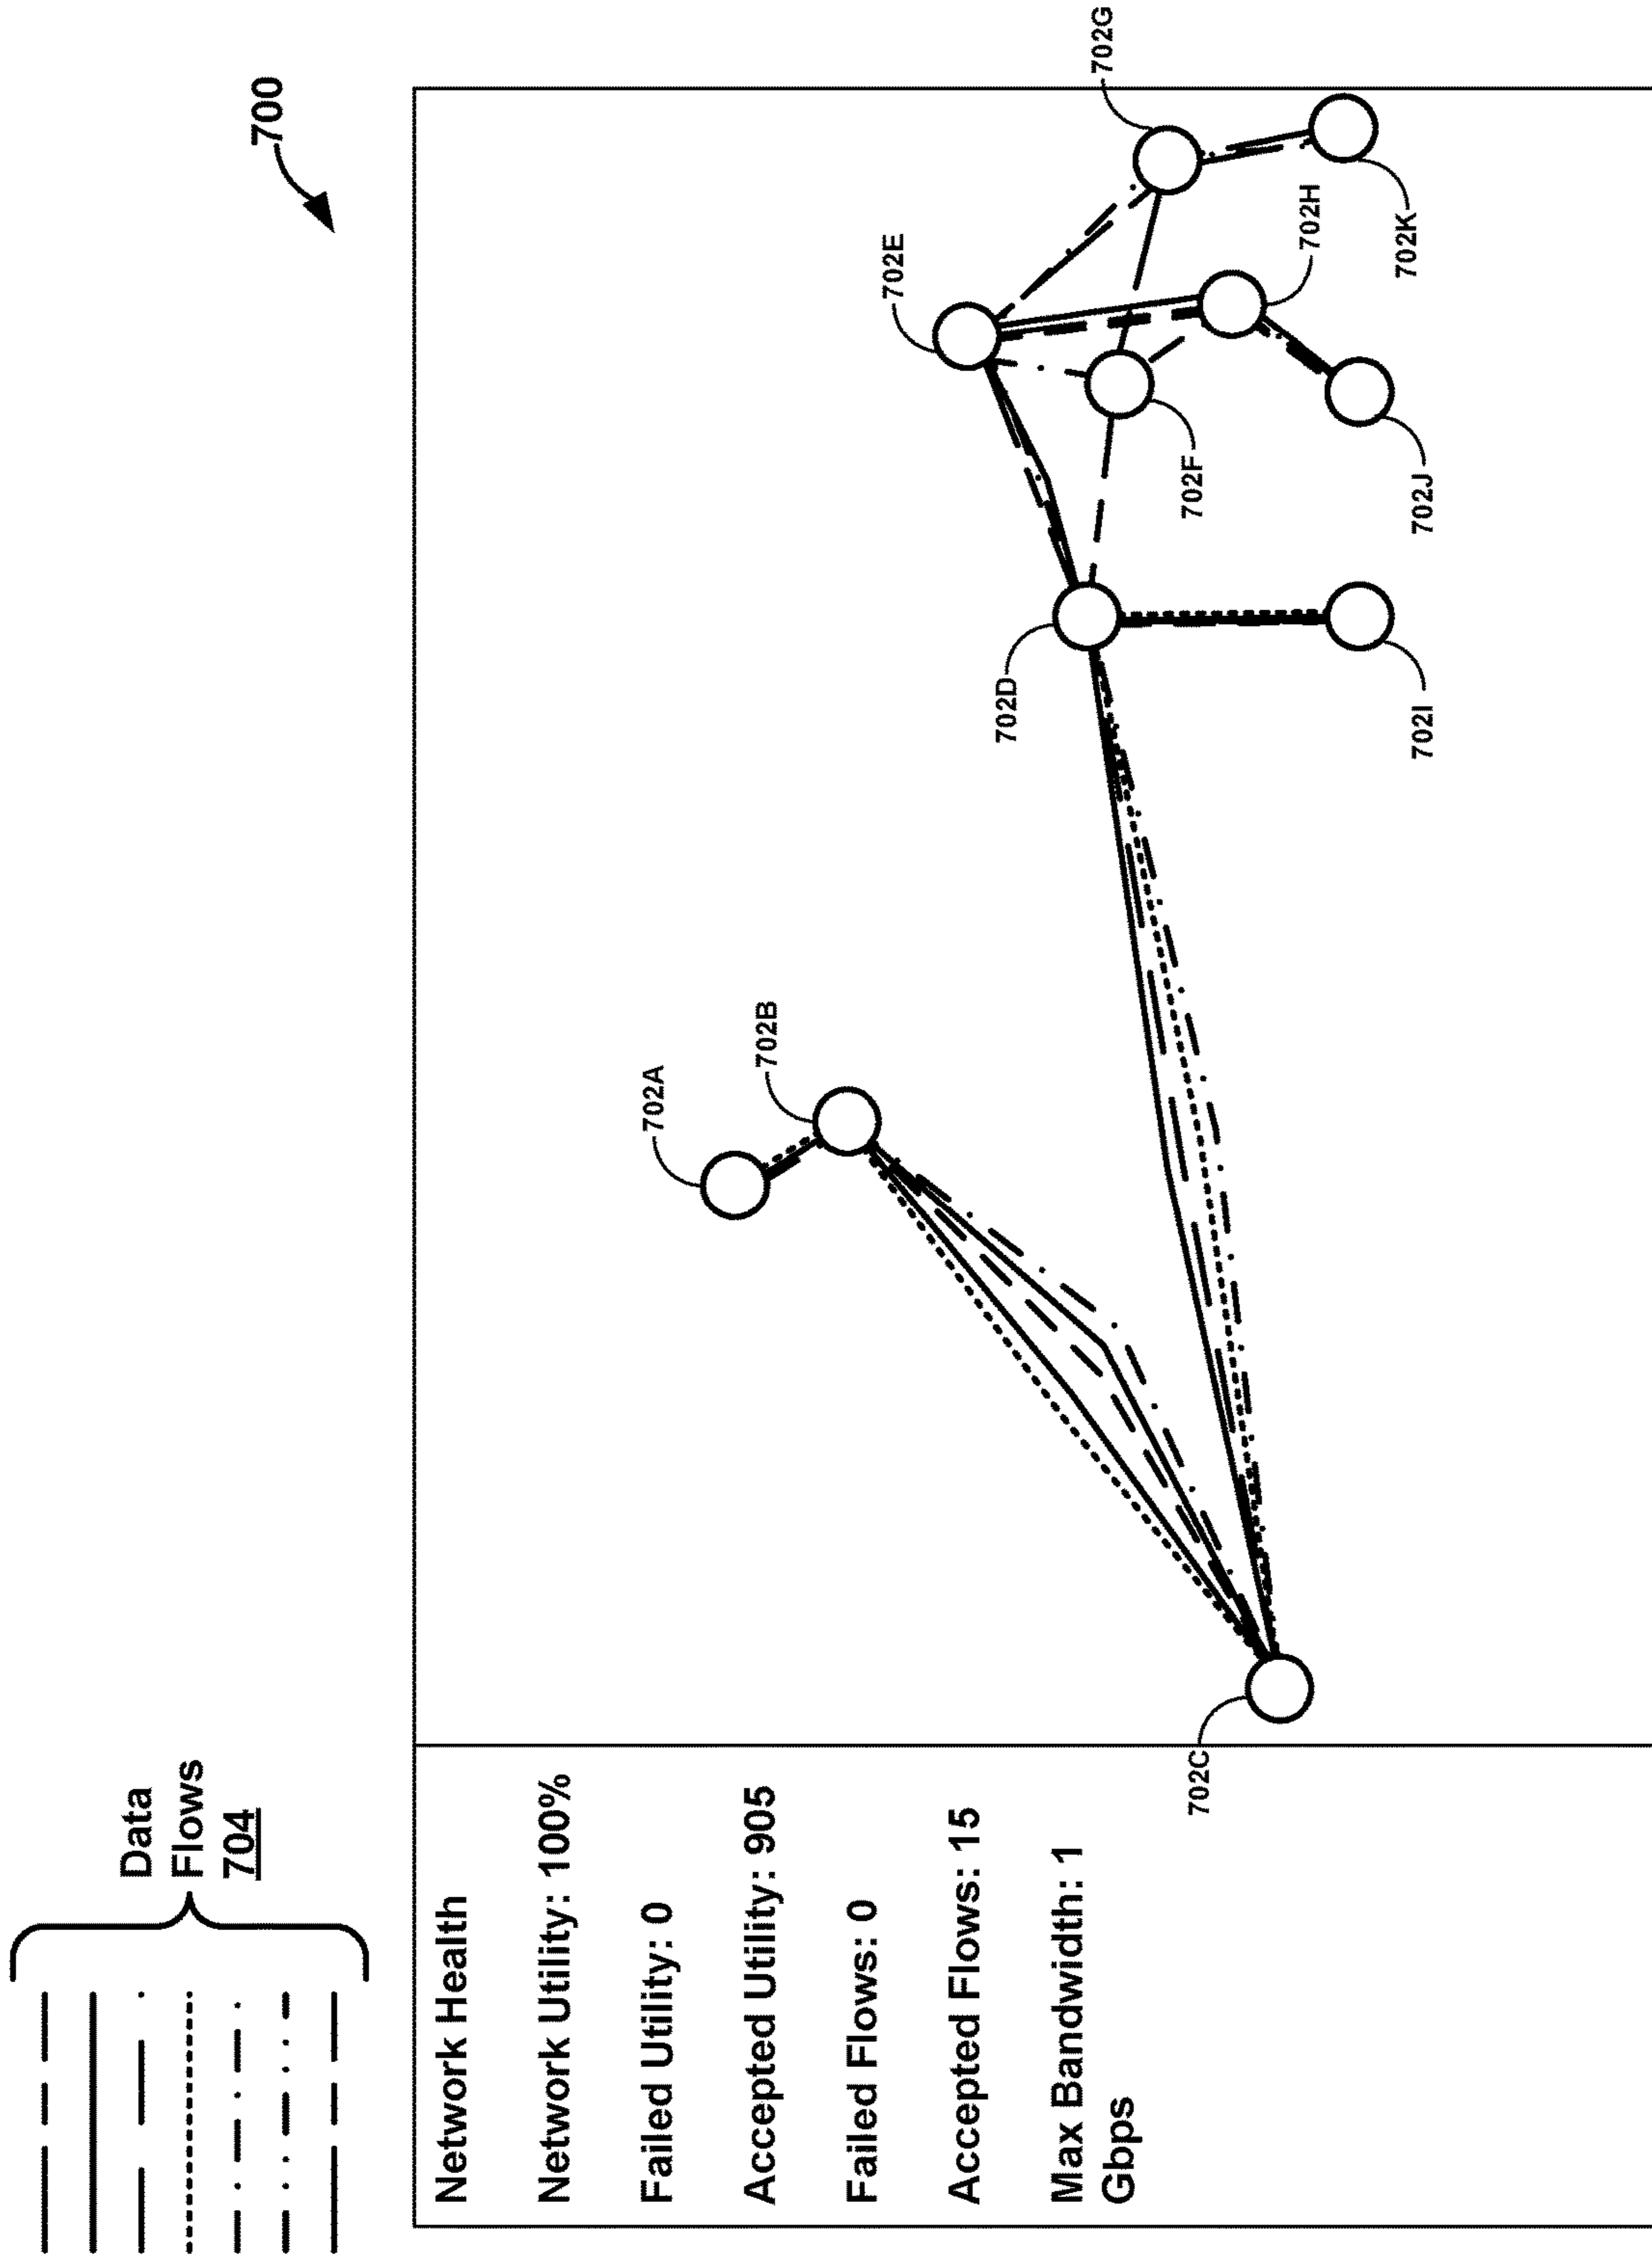 700
Data
Flows
704
Network Health
Network Utility: 100%
Failed Utility: 0
Accepted Utility: 905
Failed Flows: 0
Accepted Flows: 15
Max Bandwidth: 1
Gbps
702A
702B
702C
702D
702E
702F
702G
702H
702I
702J
702K